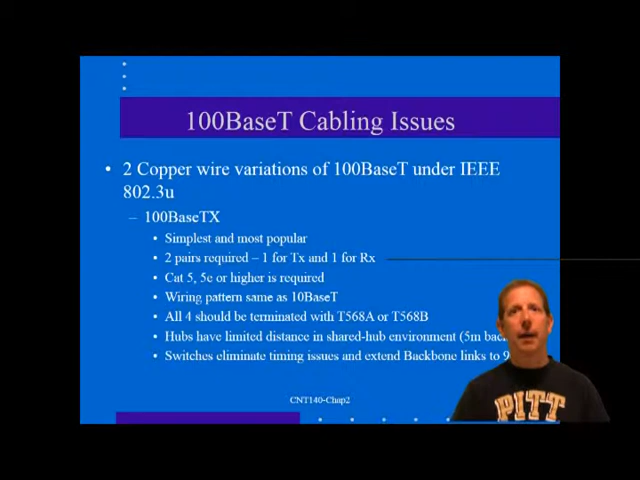 100BaseT Cabling Issues
• 2 Copper wire variations of 100BaseT under IEEE
802.3u
– 100BaseTX
• Simplest and most popular
• 2 pairs required – 1 for Tx and 1 for Rx
• Cat 5, 5e or higher is required
• Wiring pattern same as 10BaseT
• All 4 should be terminated with T568A or T568B
• Hubs have limited distance in shared-hub environment (5m
• Switches eliminate timing issues and extend Backbone links to
CNT140-Chap2
PITT